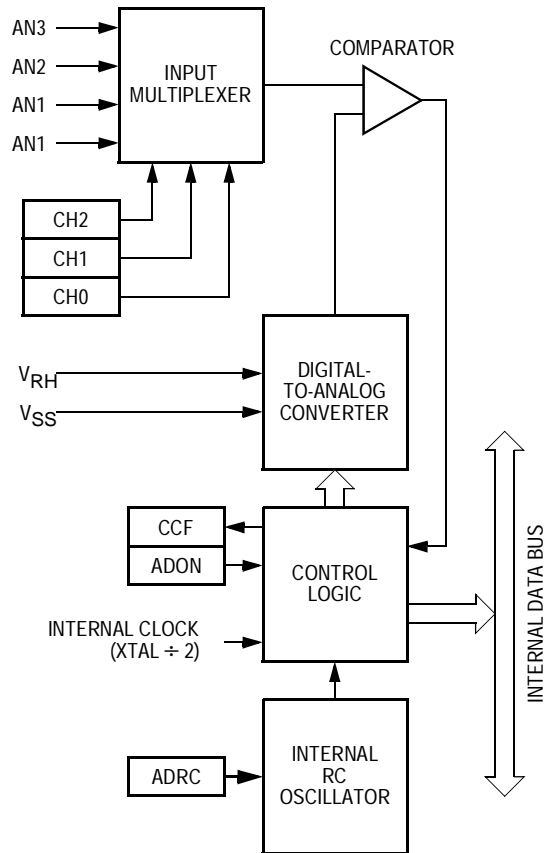 AN3
AN2
AN1
AN1
INPUT
MULTIPLEXER
COMPARATOR
CH2
CH1
CH0
VRH
VSS
DIGITAL-
TO-ANALOG
CONVERTER
CCF
ADON
CONTROL
LOGIC
INTERNAL CLOCK
(XTAL ÷ 2)
INTERNAL DATA BUS
ADRC
INTERNAL
RC
OSCILLATOR